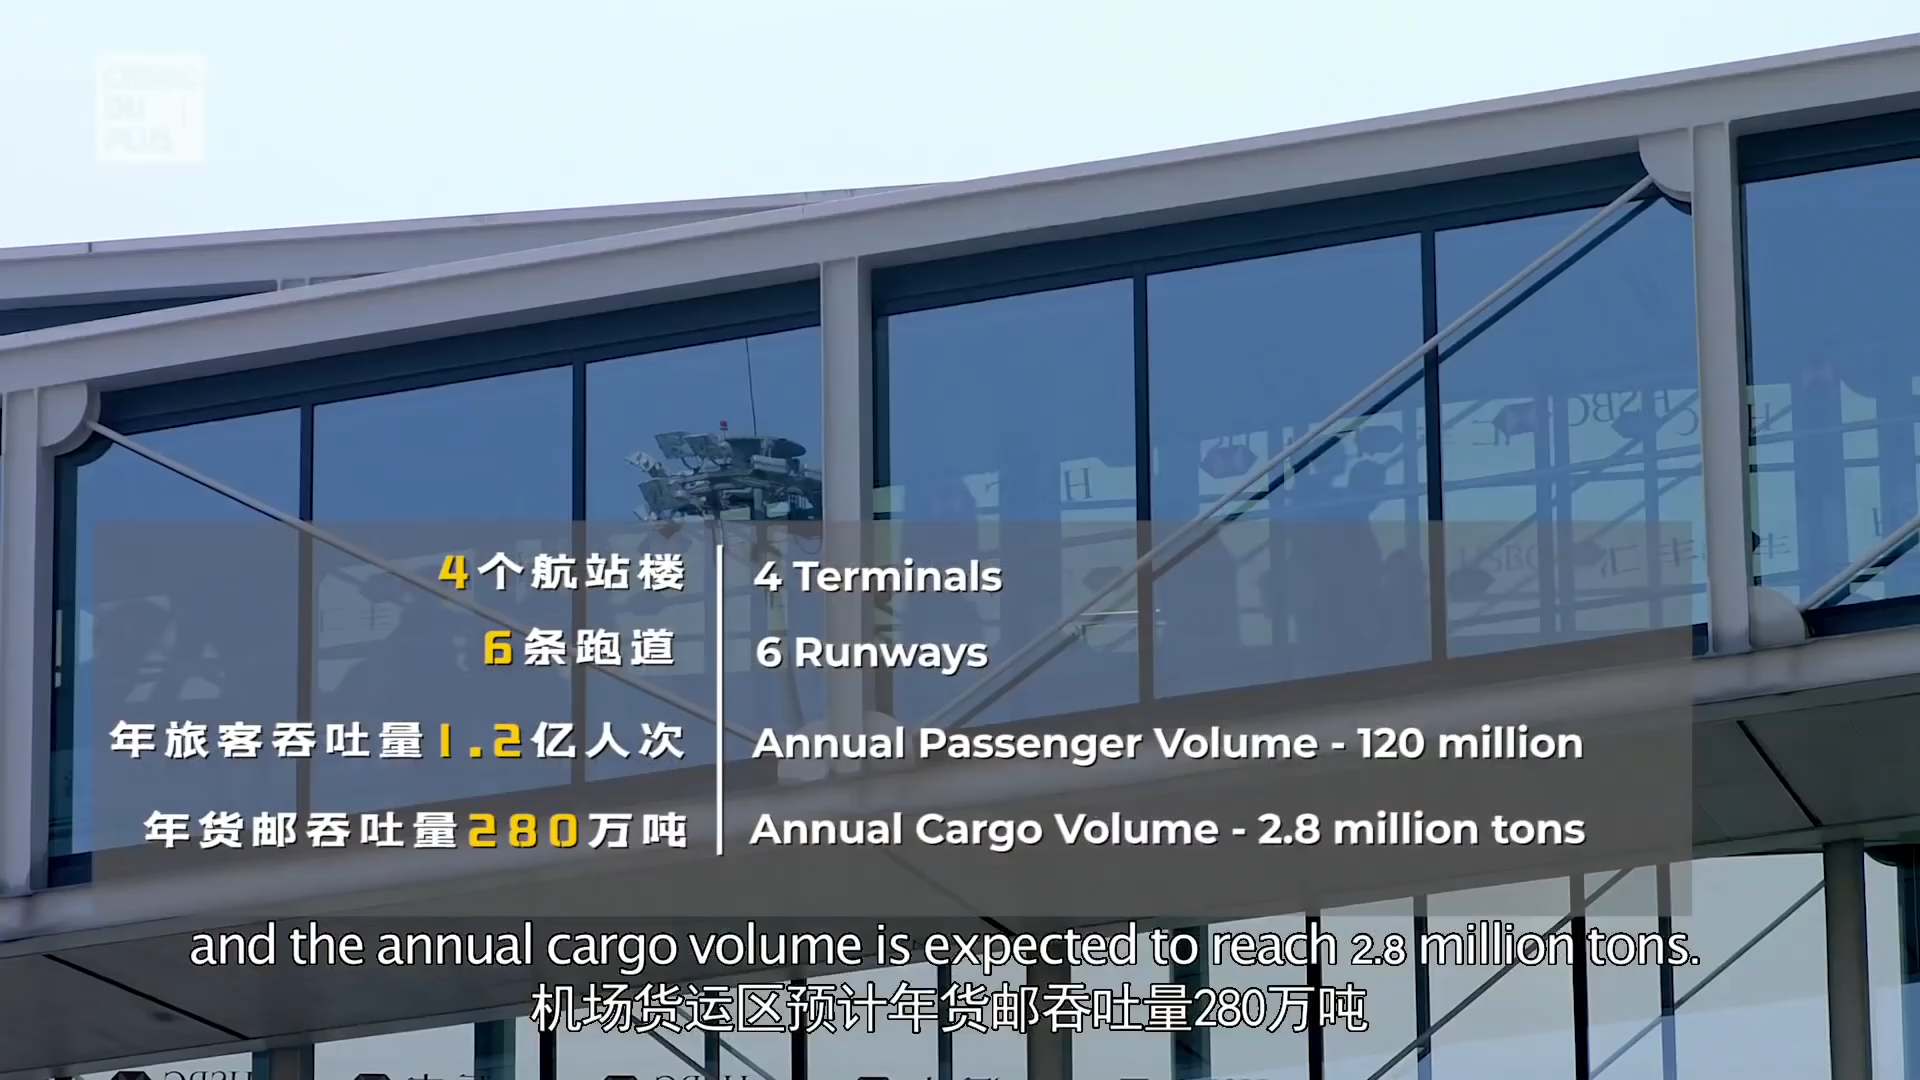 4个航站楼
4 Terminals
6条跑道
6 Runways
年旅客吞吐量1.2亿人次
Annual Passenger Volume - 120 million
年货邮吞吐量280万吨
Annual Cargo Volume - 2.8 million tons
and the annual cargo volume is expected to reach 2.8 million tons.
机场货运区预计年货邮吞吐量280万吨